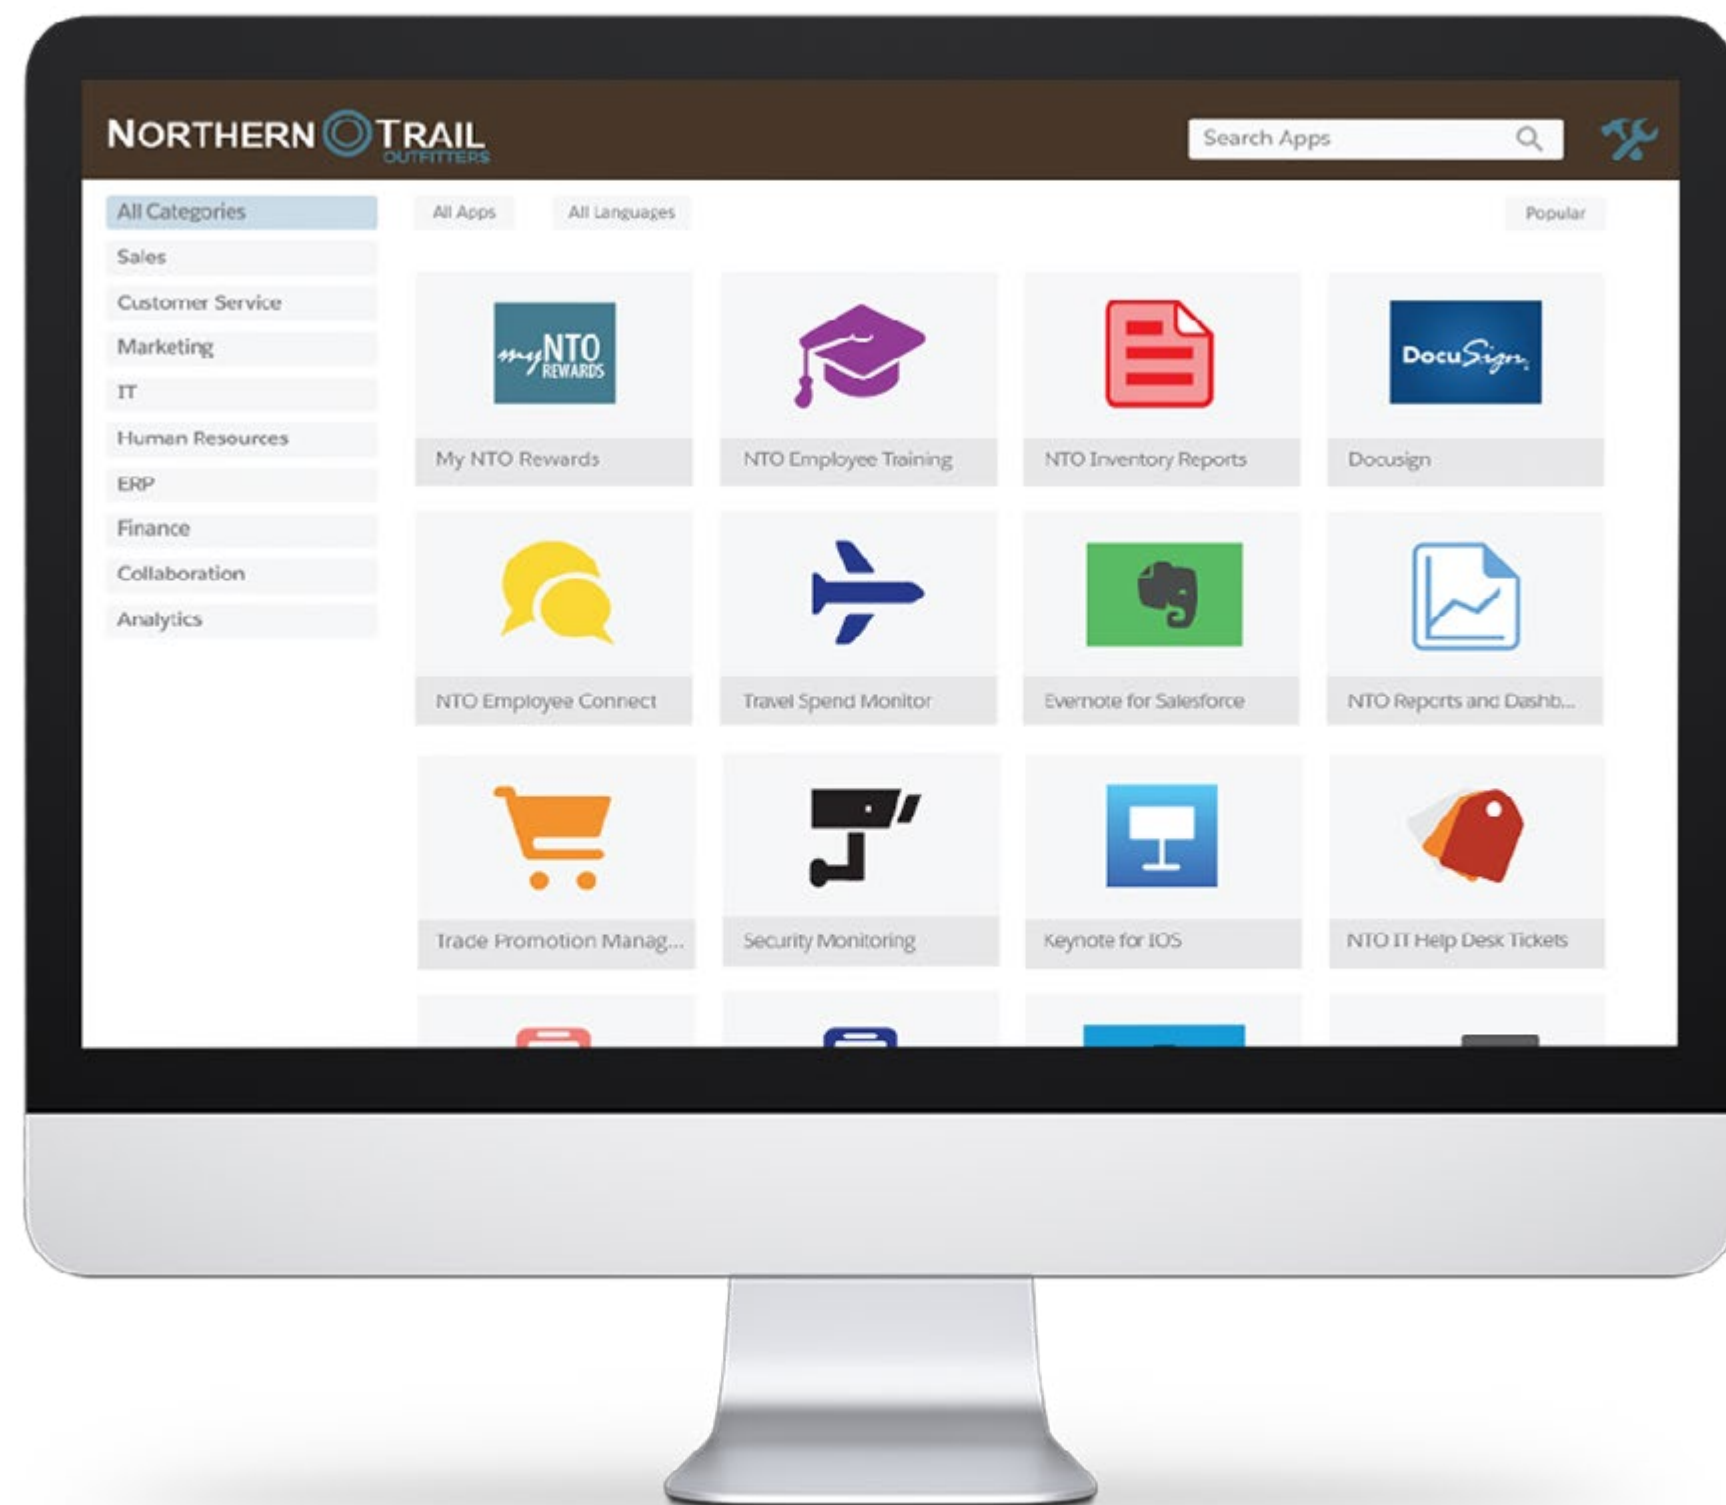 NORTHERN TRAIL
OUTFITTERS
Search Apps
All Categories
Sales
Customer Service
Marketing
IT
Human Resources
ERP
Finance
Collaboration
Analytics
All Apps
All Languages
Popular
myNTO
REWARDS
DocuSign
My NTO Rewards
NTO Employee Training
NTO Inventory Reports
Docusign
NTO Employee Connect
Travel Spend Monitor
Evernote for Salesforce
NTO Reports and Dashb...
Trade Promotion Manag...
Security Monitoring
Keynote for IOS
NTO IT Help Desk Tickets